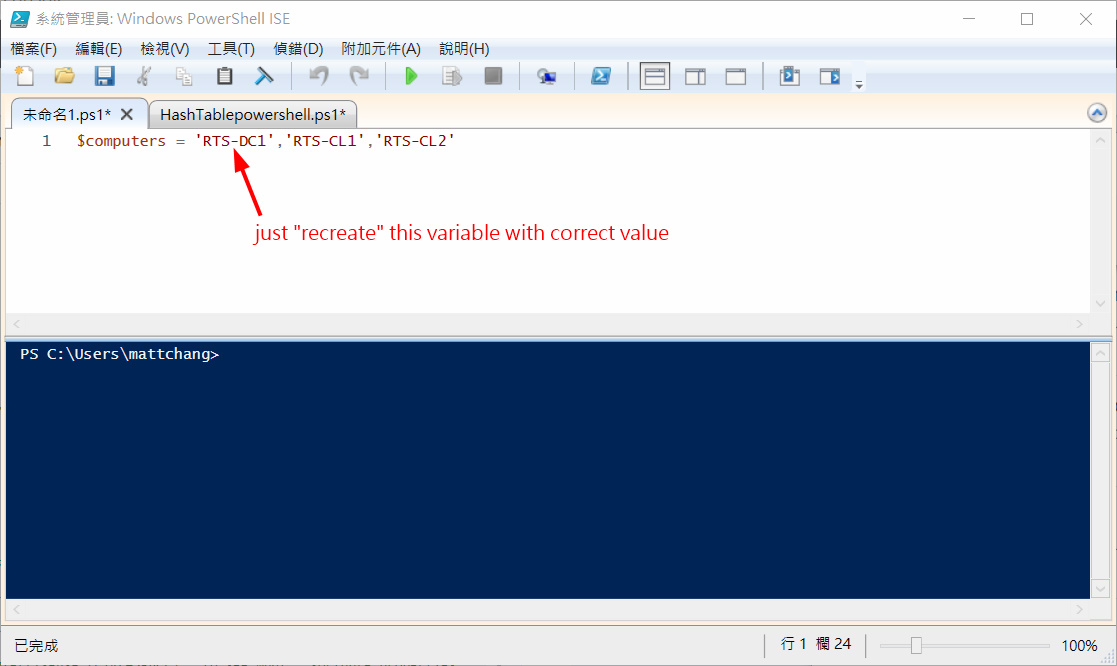 系統管理員: Windows PowerShell ISE
檔案(F) 編輯(E) 檢視(V) 工具(T) 偵錯(D) 附加元件(A) 說明(H)
未命名1.ps1* HashTablepowershell.ps1*
1 $computers = 'RTS-DC1','RTS-CL1','RTS-CL2'
just "recreate" this variable with correct value
PS C:\Users\mattchang>
已完成 行 1 欄 24 100%